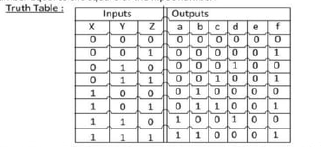 Truth Table :
Inputs Outputs
X Y Z a b c d e f
0 0 0 0 0 0 0 0 0
0 0 1 0 0 0 0 0 1
0 1 0 0 0 0 1 0 0
0 1 1 0 0 1 0 0 1
1 0 0 0 1 0 0 0 0
1 0 1 0 1 1 0 0 1
1 1 0 1 0 0 1 0 0
1 1 1 1 1 0 0 0 1